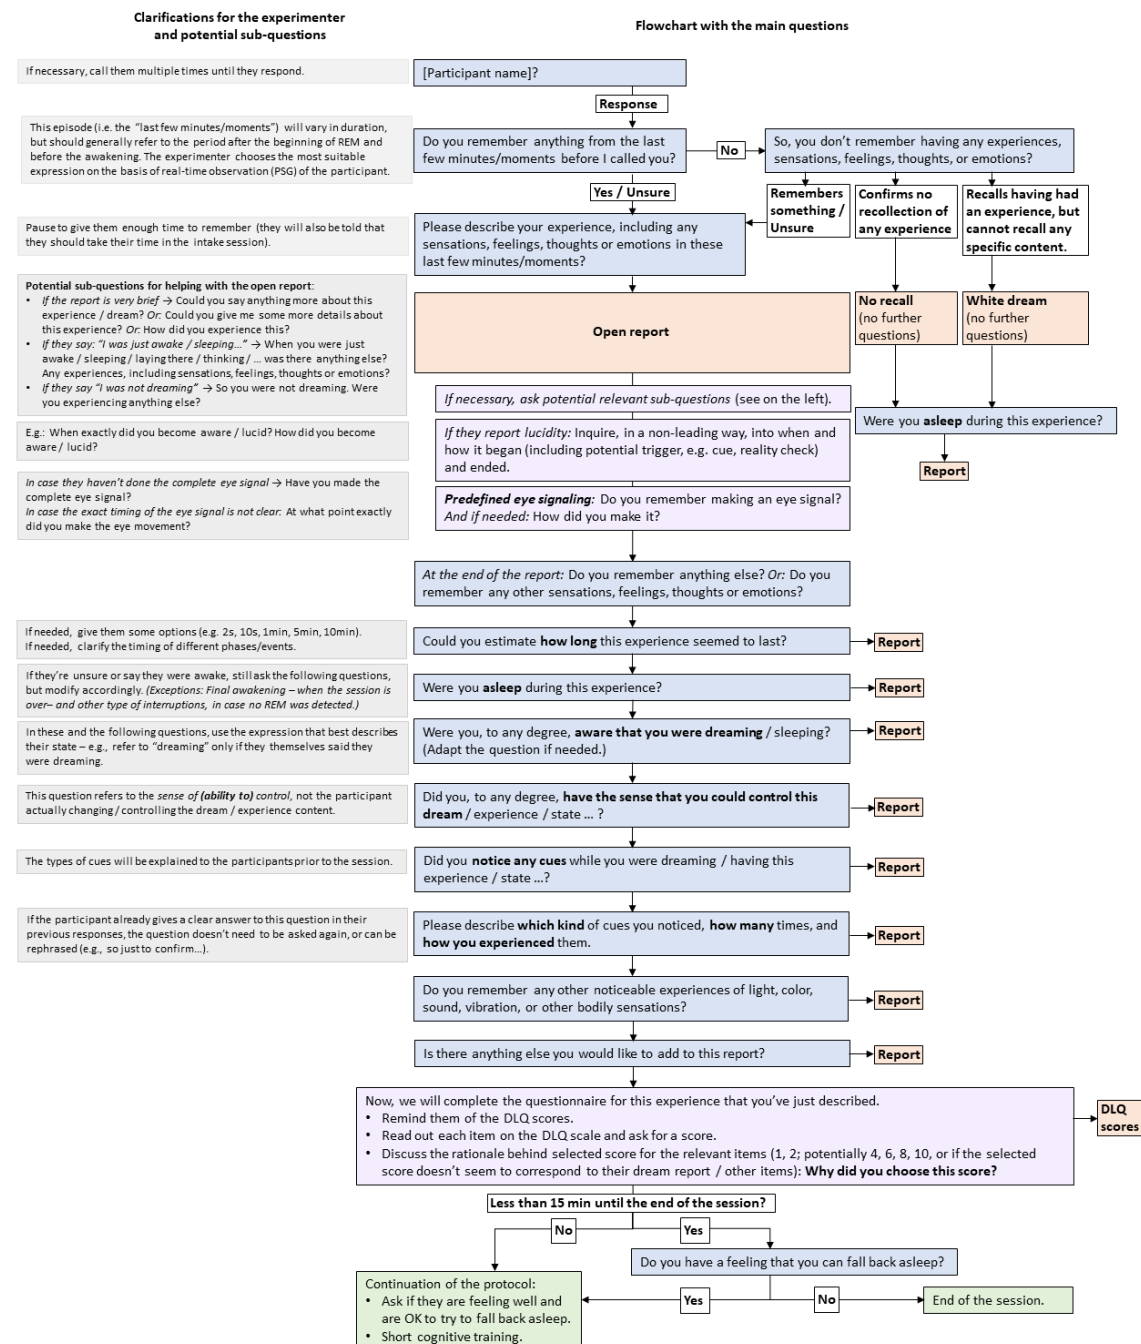 Clarifications for the experimenter
and potential sub-questions
Flowchart with the main questions
If necessary, call them multiple times until they respond.
[Participant name]?
Response
This episode (i.e. the “last few minutes/moments”) will vary in duration,
but should generally refer to the period after the beginning of REM and
before the awakening. The experimenter chooses the most suitable
expression on the basis of real-time observation (PSG) of the participant.
Do you remember anything from the last
few minutes/moments before I called you?
No
So, you don’t remember having any experiences,
sensations, feelings, thoughts, or emotions?
Yes / Unsure
Remembers
something /
Unsure
Confirms no
recollection of
any experience
Recalls having had
an experience, but
cannot recall any
specific content.
Pause to give them enough time to remember (they will also be told that
they should take their time in the intake session).
Please describe your experience, including any
sensations, feelings, thoughts or emotions in these
last few minutes/moments?
Potential sub-questions for helping with the open report:
• If the report is very brief → Could you say anything more about this
experience / dream? Or: Could you give me some more details about
this experience? Or: How did you experience this?
• If they say: “I was just awake / sleeping...” → When you were just
awake / sleeping / laying there / thinking / ... was there anything else?
Any experiences, including sensations, feelings, thoughts or emotions?
• If they say “I was not dreaming” → So you were not dreaming. Were
you experiencing anything else?
Open report
No recall
(no further
questions)
White dream
(no further
questions)
If necessary, ask potential relevant sub-questions (see on the left).
Were you asleep during this experience?
Report
E.g.: When exactly did you become aware / lucid? How did you become
aware / lucid?
If they report lucidity: Inquire, in a non-leading way, into when and
how it began (including potential trigger, e.g. cue, reality check)
and ended.
In case they haven’t done the complete eye signal → Have you made the
complete eye signal?
In case the exact timing of the eye signal is not clear: At what point exactly
did you make the eye movement?
Predefined eye signaling: Do you remember making an eye signal?
And if needed: How did you make it?
At the end of the report: Do you remember anything else? Or: Do you
remember any other sensations, feelings, thoughts or emotions?
If needed, give them some options (e.g. 2s, 10s, 1min, 5min, 10min).
If needed, clarify the timing of different phases/events.
Could you estimate how long this experience seemed to last?
Report
If they’re unsure or say they were awake, still ask the following questions,
but modify accordingly. (Exceptions: Final awakening – when the session is
over– and other type of interruptions, in case no REM was detected.)
Were you asleep during this experience?
Report
In these and the following questions, use the expression that best describes
their state – e.g., refer to “dreaming” only if they themselves said they
were dreaming.
Were you, to any degree, aware that you were dreaming / sleeping?
(Adapt the question if needed.)
Report
This question refers to the sense of (ability to) control, not the participant
actually changing / controlling the dream / experience content.
Did you, to any degree, have the sense that you could control this
dream / experience / state ... ?
Report
The types of cues will be explained to the participants prior to the session.
Did you notice any cues while you were dreaming / having this
experience / state ...?
Report
If the participant already gives a clear answer to this question in their
previous responses, the question doesn’t need to be asked again, or can be
rephrased (e.g., so just to confirm...).
Please describe which kind of cues you noticed, how many times, and
how you experienced them.
Report
Do you remember any other noticeable experiences of light, color,
sound, vibration, or other bodily sensations?
Report
Is there anything else you would like to add to this report?
Report
Now, we will complete the questionnaire for this experience that you’ve just described.
• Remind them of the DLQ scores.
• Read out each item on the DLQ scale and ask for a score.
• Discuss the rationale behind selected score for the relevant items (1, 2; potentially 4, 6, 8, 10, or if the selected
score doesn’t seem to correspond to their dream report / other items): Why did you choose this score?
DLQ
scores
Less than 15 min until the end of the session?
No
Yes
Do you have a feeling that you can fall back asleep?
Continuation of the protocol:
• Ask if they are feeling well and
are OK to try to fall back asleep.
• Short cognitive training.
Yes
No
End of the session.